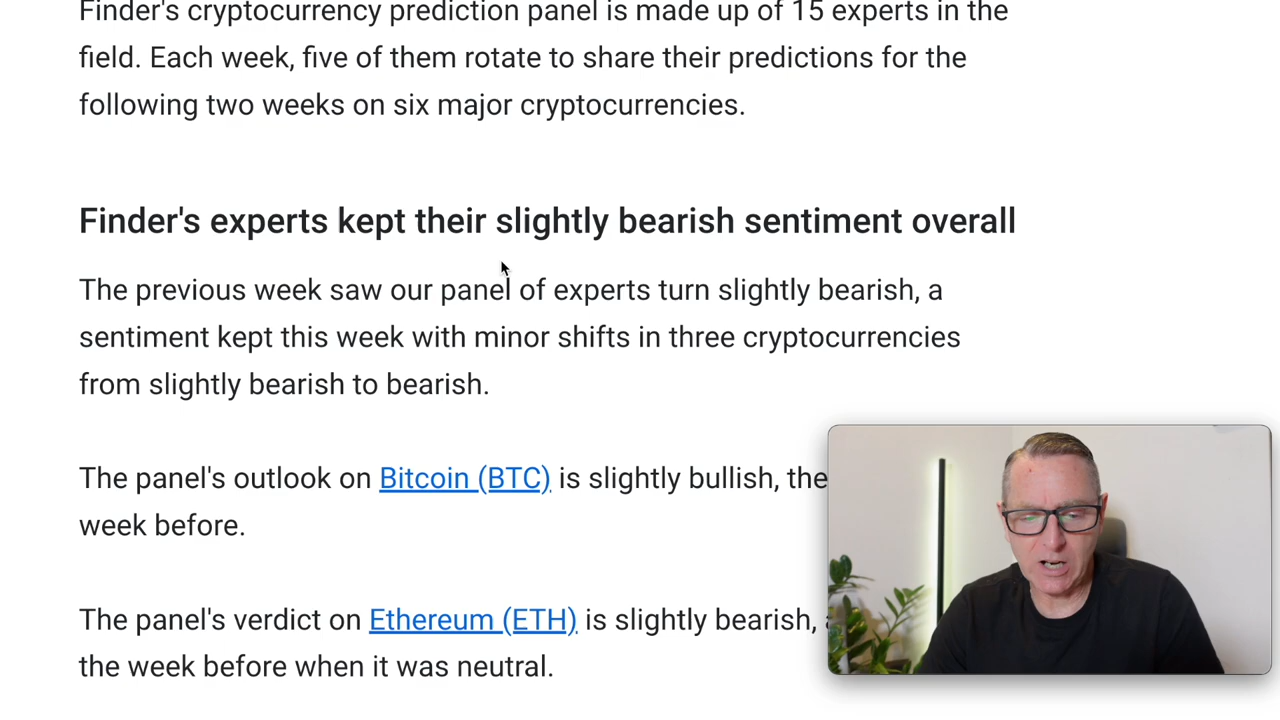 Finder's cryptocurrency prediction panel is made up of 15 experts in the
field. Each week, five of them rotate to share their predictions for the
following two weeks on six major cryptocurrencies.
Finder's experts kept their slightly bearish sentiment overall
The previous week saw our panel of experts turn slightly bearish, a
sentiment kept this week with minor shifts in three cryptocurrencies
from slightly bearish to bearish.
The panel's outlook on Bitcoin (BTC) is slightly bullish, the
week before.
The panel's verdict on Ethereum (ETH) is slightly bearish,
the week before when it was neutral.